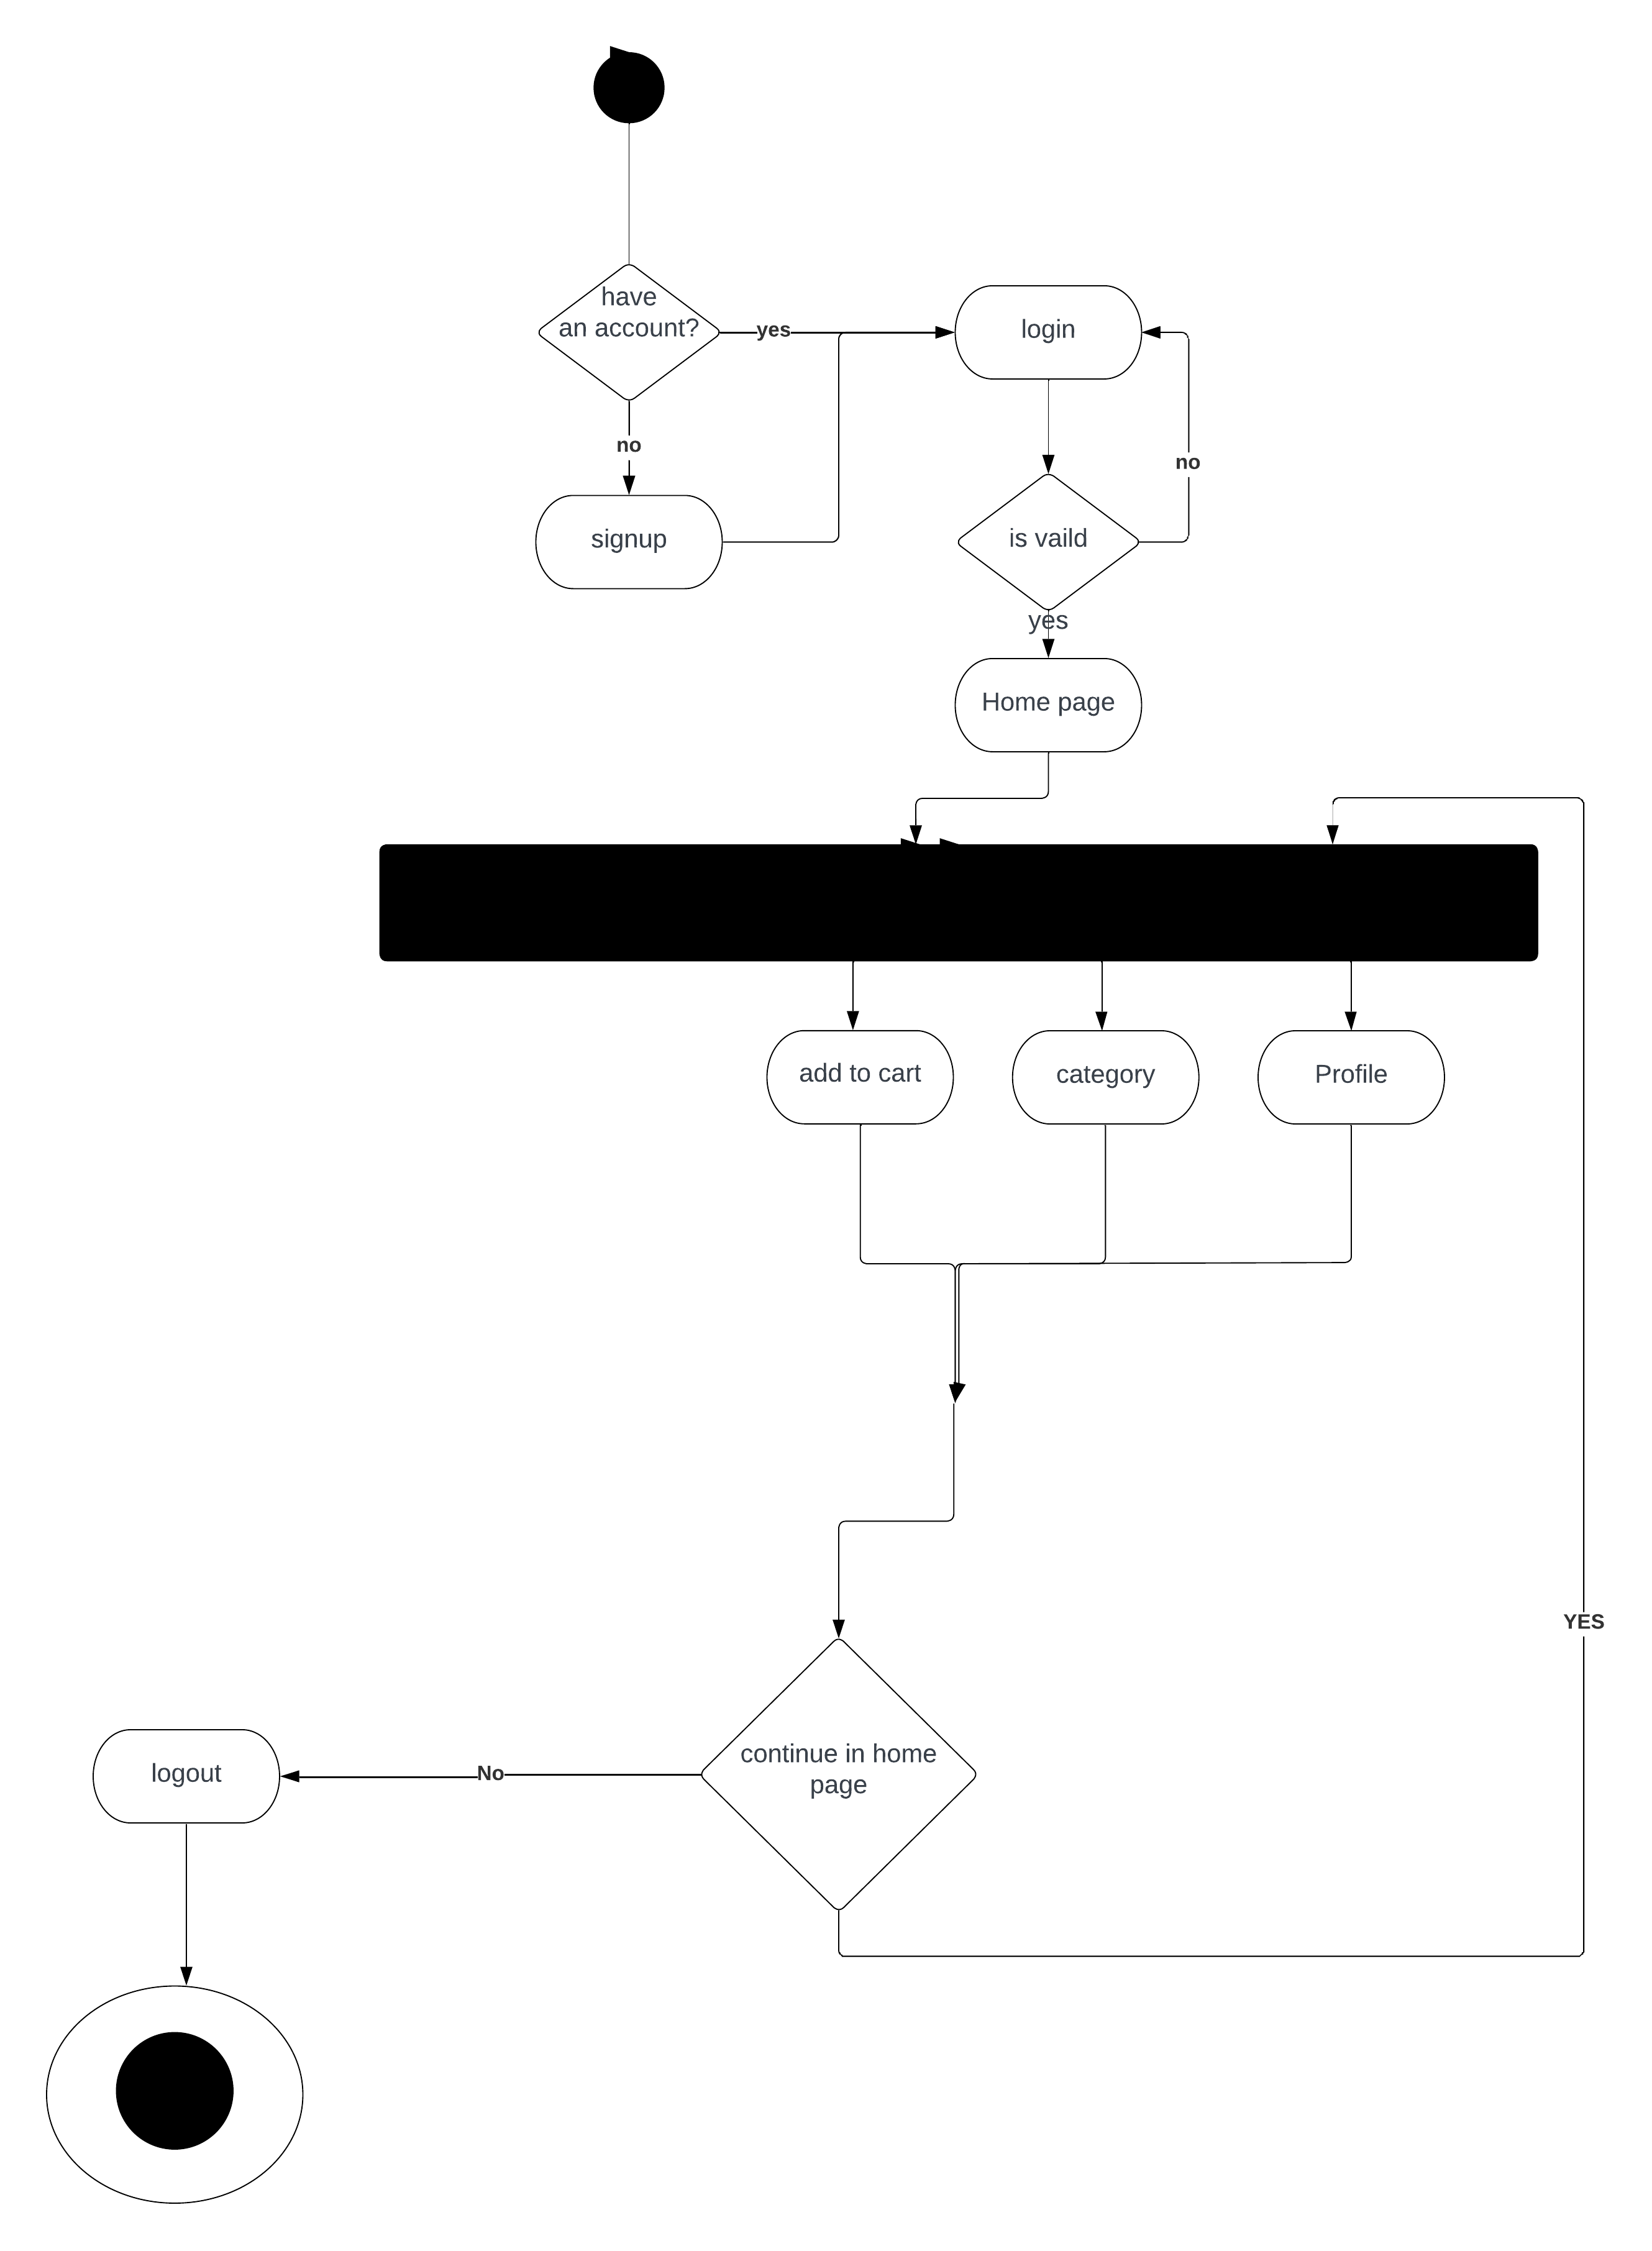 have
an account?
yes
login
no
no
signup
is vaild
yes
Home page
add to cart
category
Profile
YES
continue in home
page
No
logout